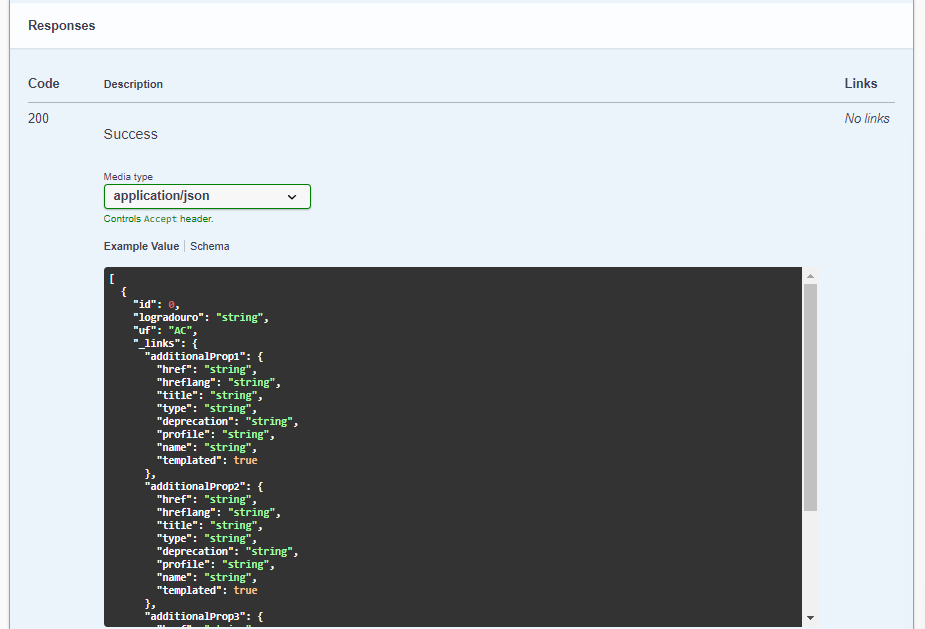 Responses
Code Description Links
200 No links
Success
Media type
application/json
Controls Accept header.
Example Value Schema
[
  {
    "id": 0,
    "logradouro": "string",
    "uf": "AC",
    "_links": {
      "additionalProp1": {
        "href": "string",
        "hreflang": "string",
        "title": "string",
        "type": "string",
        "deprecation": "string",
        "profile": "string",
        "name": "string",
        "templated": true
      },
      "additionalProp2": {
        "href": "string",
        "hreflang": "string",
        "title": "string",
        "type": "string",
        "deprecation": "string",
        "profile": "string",
        "name": "string",
        "templated": true
      },
      "additionalProp3": {